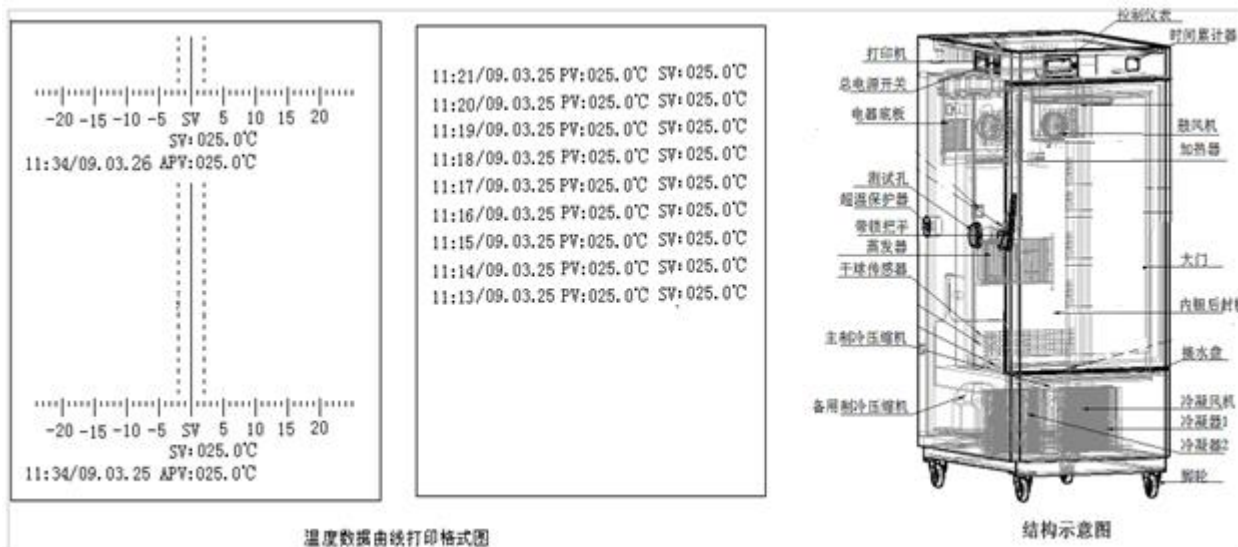 -20 -15 -10 -5 SV 5 10 15 20
SV:025.0℃
11:34/09.03.26 APV:025.0℃
-20 -15 -10 -5 SV 5 10 15 20
SV:025.0℃
11:34/09.03.25 APV:025.0℃
11:21/09.03.25 PV:025.0℃ SV:025.0℃
11:20/09.03.25 PV:025.0℃ SV:025.0℃
11:19/09.03.25 PV:025.0℃ SV:025.0℃
11:18/09.03.25 PV:025.0℃ SV:025.0℃
11:17/09.03.25 PV:025.0℃ SV:025.0℃
11:16/09.03.25 PV:025.0℃ SV:025.0℃
11:15/09.03.25 PV:025.0℃ SV:025.0℃
11:14/09.03.25 PV:025.0℃ SV:025.0℃
11:13/09.03.25 PV:025.0℃ SV:025.0℃
温度数据曲线打印格式图
控制仪表
时间累计器
打印机
总电源开关
电器底板
鼓风机
加热器
测试孔
超温保护器
带锁把手
蒸发器
干球传感器
大门
内胆后封
主制冷压缩机
接水盘
备用制冷压缩机
冷凝风机
冷凝器1
冷凝器2
脚轮
结构示意图